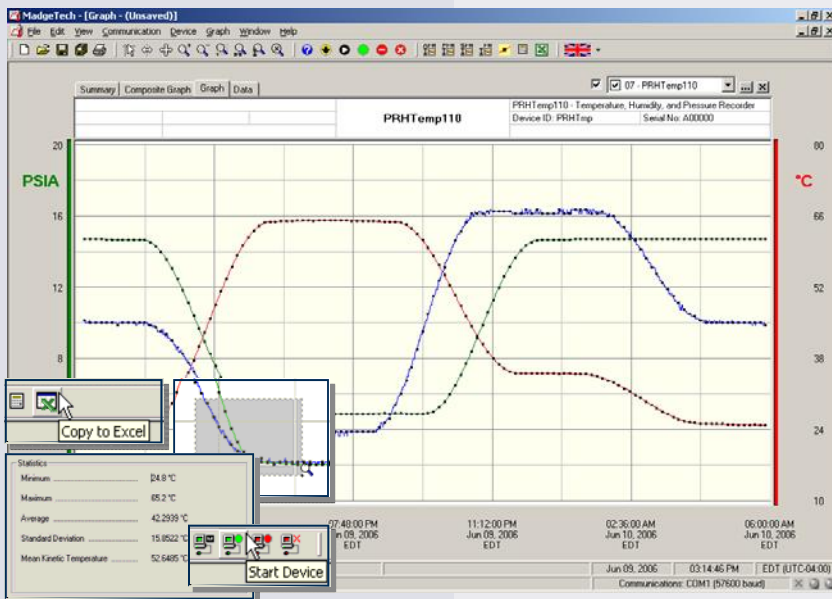 MadgeTech - [Graph - (Unsaved)]
File Edit View Communication Device Graph Window Help
Summary Composite Graph Graph Data
07 - PRHTemp110
PRHTemp110
PRHTemp110 - Temperature, Humidity, and Pressure Recorder
Device ID: PRHTmp Serial No: A00000
20 80
PSIA °C
16 66
12 52
8 38
24
10
Copy to Excel
Statistics
Minimum 24.8 °C
Maximum 65.2 °C
Average 42.2939 °C
Standard Deviation 15.8522 °C
Mean Kinetic Temperature 52.6485 °C
Start Device
07:48:00 PM 11:12:00 PM 02:36:00 AM 06:00:00 AM
09, 2006 Jun 09, 2006 Jun 10, 2006 Jun 10, 2006
EDT EDT EDT EDT
Jun 09, 2006 03:14:46 PM EDT (UTC-04:00)
Communications: COM1 (57600 baud)